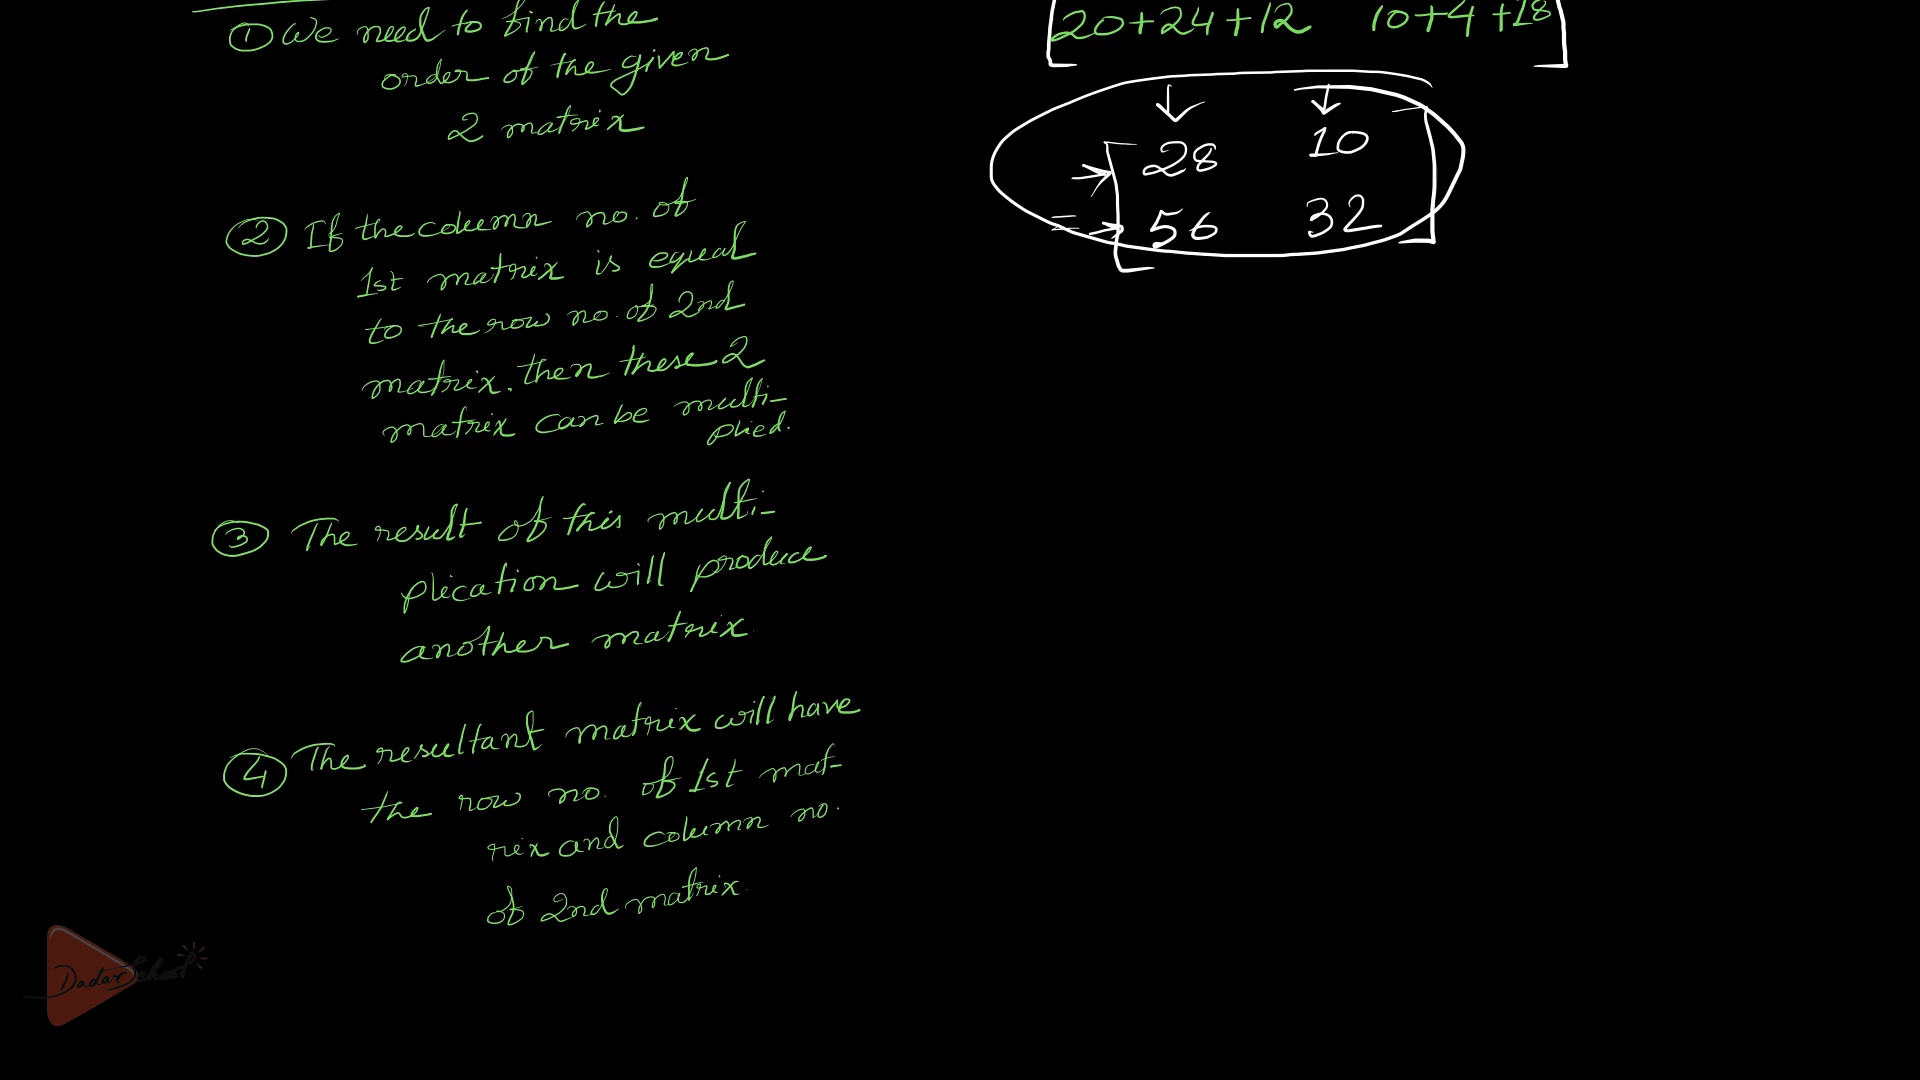 ① We need to find the
order of the given
2 matrix
② If the column no. of
1st matrix is equal
to the row no. of 2nd
matrix, then these 2
matrix can be multi-
plied.
③ The result of this multi-
plication will produce
another matrix
④ The resultant matrix will have
the row no. of 1st mat-
rix and column no.
of 2nd matrix.
20+24+12 10+4+18
28 10
= 56 32
Dadar School